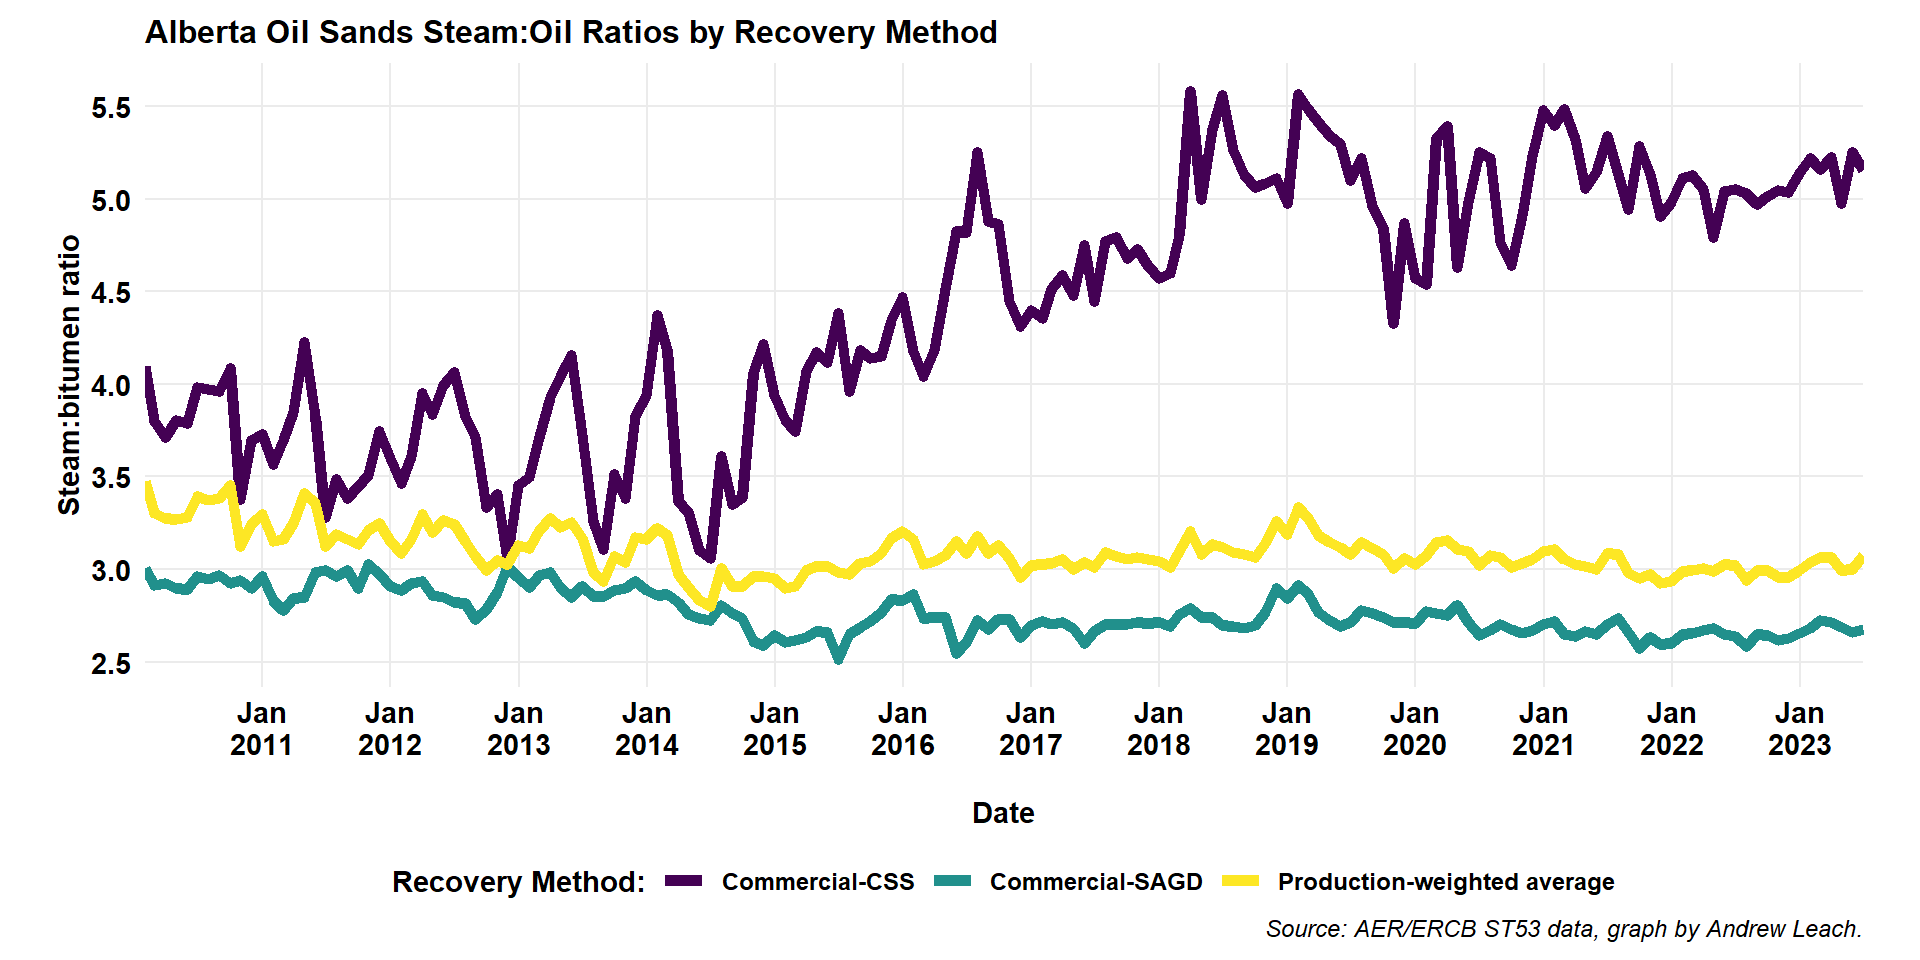 Alberta Oil Sands Steam:Oil Ratios by Recovery Method
Steam:bitumen ratio
5.5
5.0
4.5
4.0
3.5
3.0
2.5
Jan 2011
Jan 2012
Jan 2013
Jan 2014
Jan 2015
Jan 2016
Jan 2017
Jan 2018
Jan 2019
Jan 2020
Jan 2021
Jan 2022
Jan 2023
Date
Recovery Method: Commercial-CSS Commercial-SAGD Production-weighted average
Source: AER/ERCB ST53 data, graph by Andrew Leach.